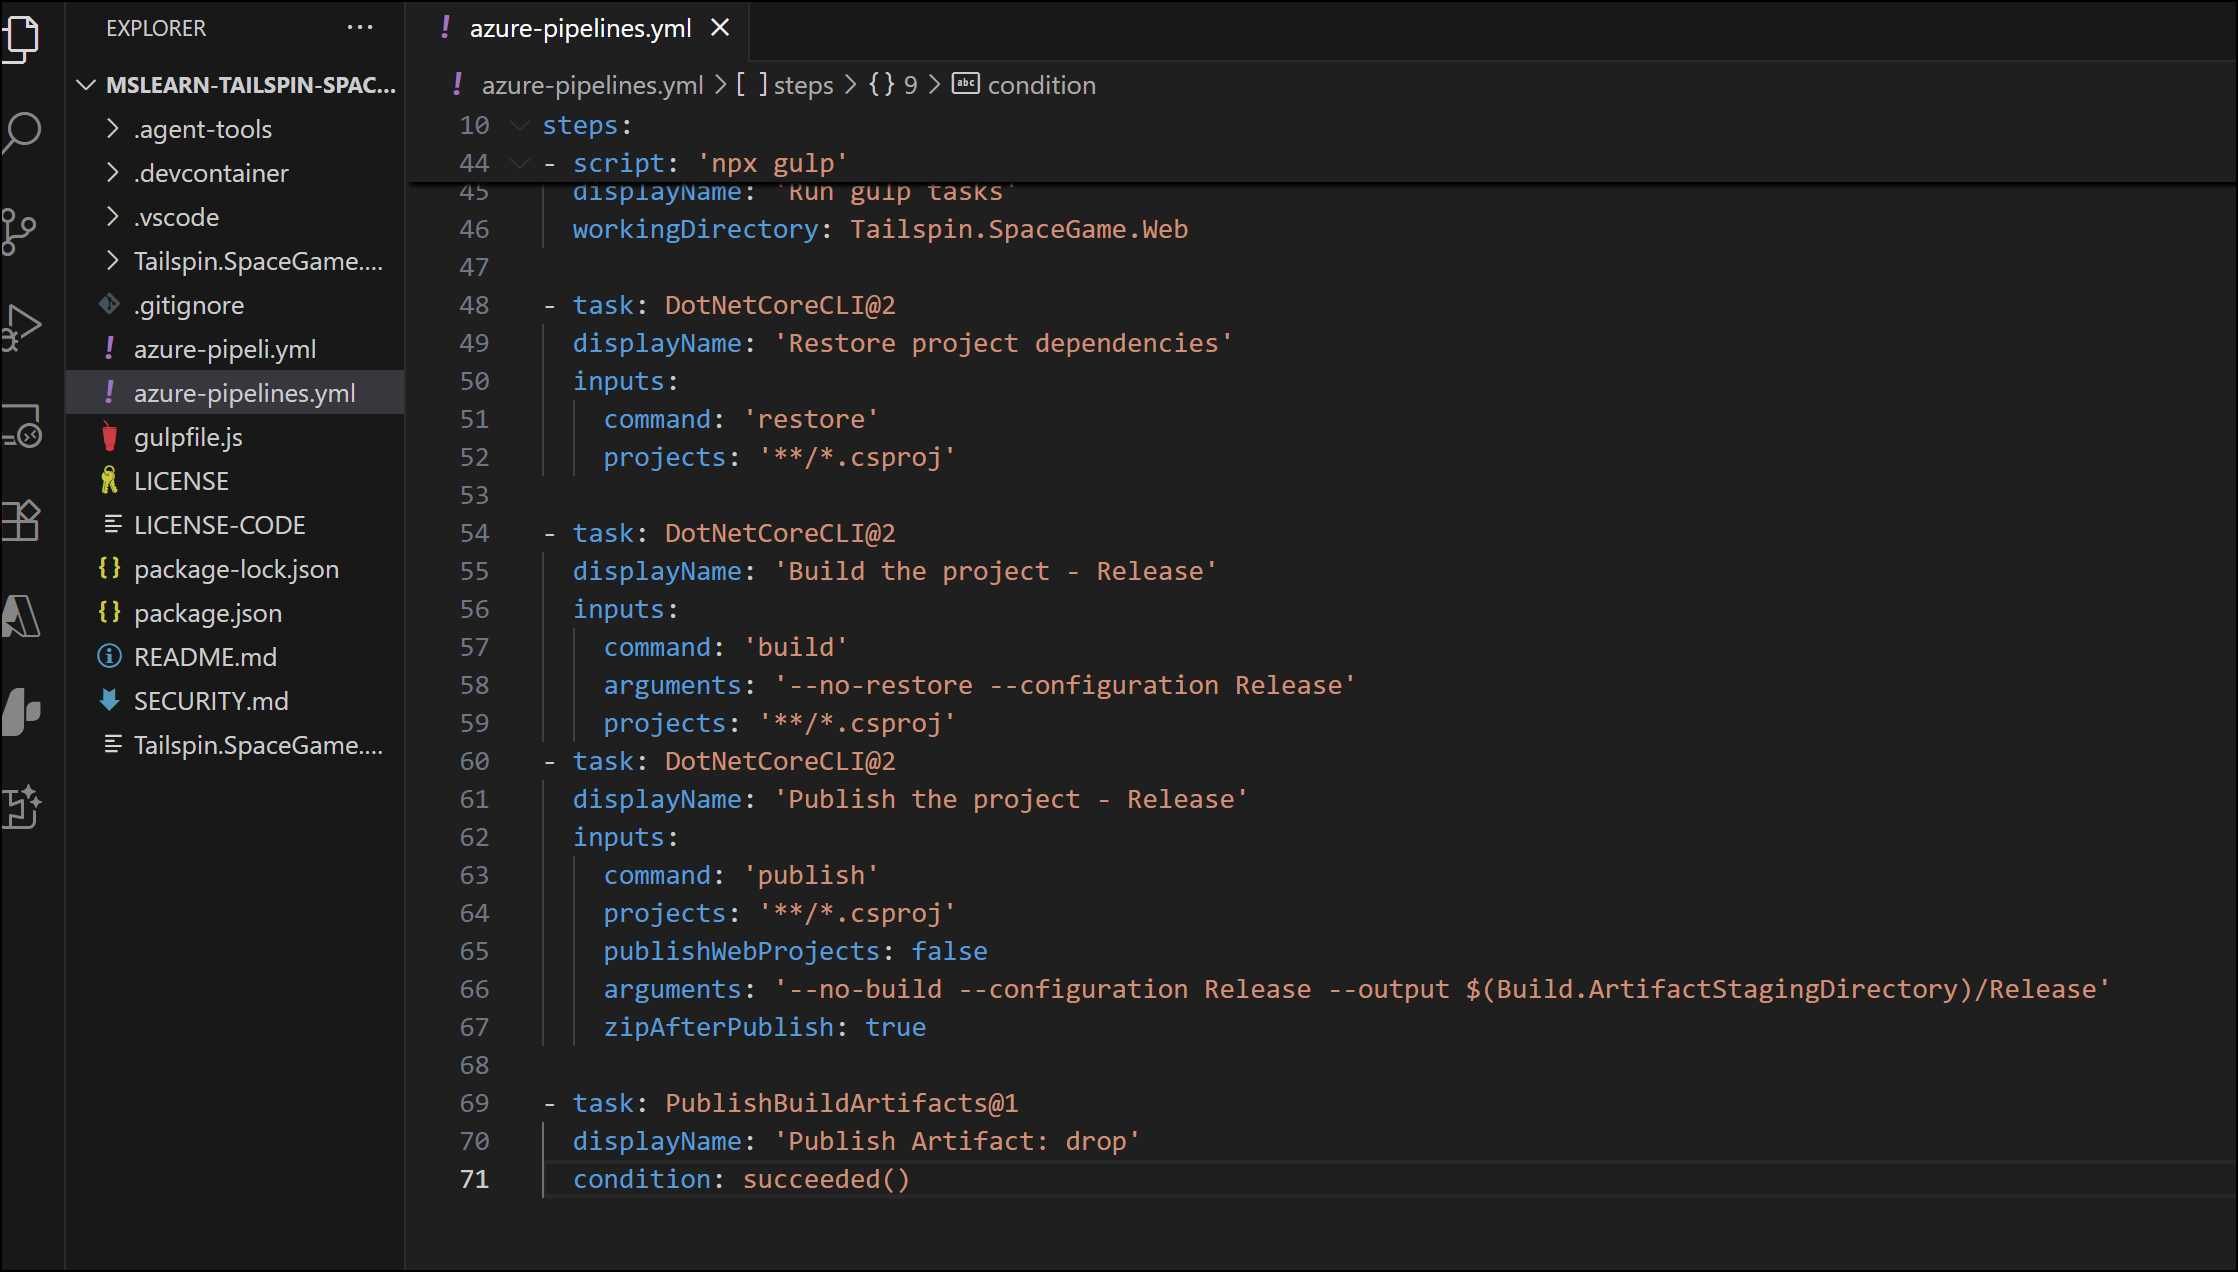 EXPLORER
MSLEARN-TAILSPIN-SPAC...
.agent-tools
.devcontainer
.vscode
Tailspin.SpaceGame....
.gitignore
azure-pipeli.yml
azure-pipelines.yml
gulpfile.js
LICENSE
LICENSE-CODE
package-lock.json
package.json
README.md
SECURITY.md
Tailspin.SpaceGame....
azure-pipelines.yml
azure-pipelines.yml > [ ] steps > {} 9 > abc condition
10 steps:
44 - script: 'npx gulp'
45 displayName: 'Run gulp tasks'
46 workingDirectory: Tailspin.SpaceGame.Web
47
48 - task: DotNetCoreCLI@2
49 displayName: 'Restore project dependencies'
50 inputs:
51 command: 'restore'
52 projects: '**/*.csproj'
53
54 - task: DotNetCoreCLI@2
55 displayName: 'Build the project - Release'
56 inputs:
57 command: 'build'
58 arguments: '--no-restore --configuration Release'
59 projects: '**/*.csproj'
60 - task: DotNetCoreCLI@2
61 displayName: 'Publish the project - Release'
62 inputs:
63 command: 'publish'
64 projects: '**/*.csproj'
65 publishWebProjects: false
66 arguments: '--no-build --configuration Release --output $(Build.ArtifactStagingDirectory)/Release'
67 zipAfterPublish: true
68
69 - task: PublishBuildArtifacts@1
70 displayName: 'Publish Artifact: drop'
71 condition: succeeded()